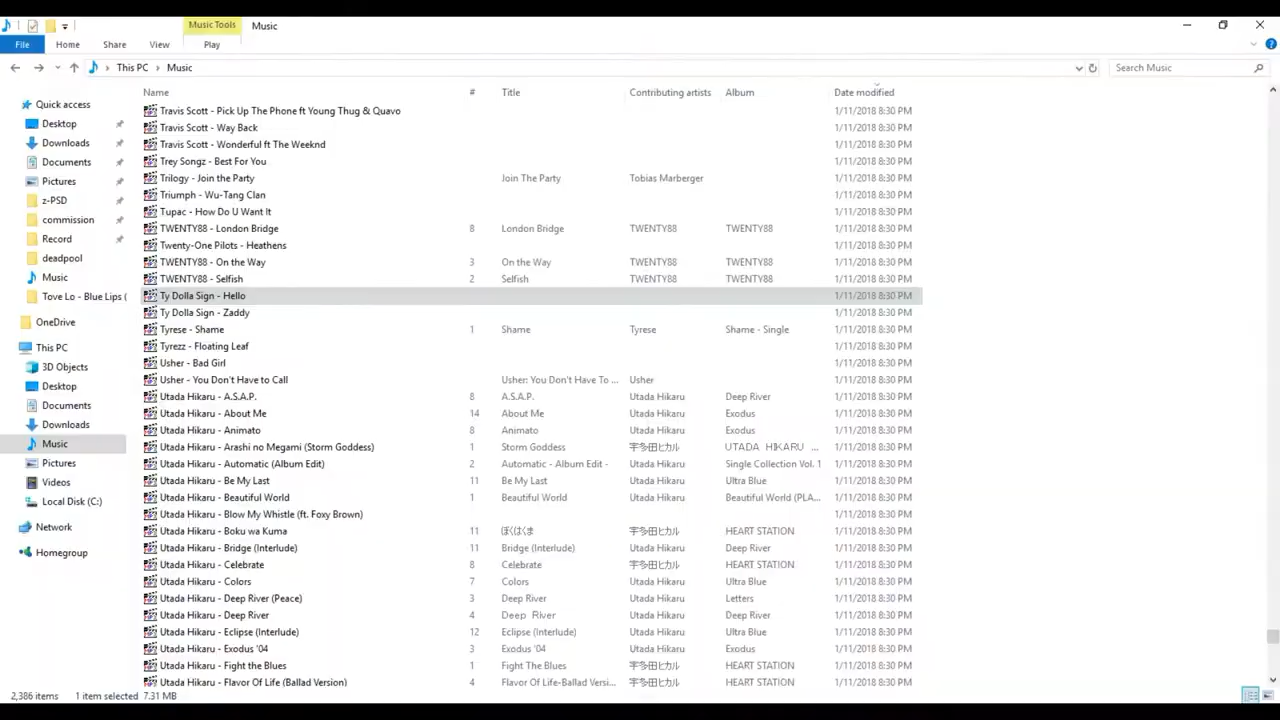 Music Tools Music
File Home Share View Play
This PC Music Search Music
Name # Title Contributing artists Album Date modified
Quick access
Desktop
Downloads
Documents
Pictures
z-PSD
commission
Record
deadpool
Music
Tove Lo - Blue Lips (
OneDrive
This PC
3D Objects
Desktop
Documents
Downloads
Music
Pictures
Videos
Local Disk (C:)
Network
Homegroup
Travis Scott - Pick Up The Phone ft Young Thug & Quavo 1/11/2018 8:30 PM
Travis Scott - Way Back 1/11/2018 8:30 PM
Travis Scott - Wonderful ft The Weeknd 1/11/2018 8:30 PM
Trey Songz - Best For You 1/11/2018 8:30 PM
Trilogy - Join the Party Join The Party Tobias Marberger 1/11/2018 8:30 PM
Triumph - Wu-Tang Clan 1/11/2018 8:30 PM
Tupac - How Do U Want It 1/11/2018 8:30 PM
TWENTY88 - London Bridge 8 London Bridge TWENTY88 TWENTY88 1/11/2018 8:30 PM
Twenty-One Pilots - Heathens 1/11/2018 8:30 PM
TWENTY88 - On the Way 3 On the Way TWENTY88 TWENTY88 1/11/2018 8:30 PM
TWENTY88 - Selfish 2 Selfish TWENTY88 TWENTY88 1/11/2018 8:30 PM
Ty Dolla Sign - Hello 1/11/2018 8:30 PM
Ty Dolla Sign - Zaddy 1/11/2018 8:30 PM
Tyrese - Shame 1 Shame Tyrese Shame - Single 1/11/2018 8:30 PM
Tyrezz - Floating Leaf 1/11/2018 8:30 PM
Usher - Bad Girl 1/11/2018 8:30 PM
Usher - You Don't Have to Call Usher: You Don't Have To ... Usher 1/11/2018 8:30 PM
Utada Hikaru - A.S.A.P. 8 A.S.A.P. Utada Hikaru Deep River 1/11/2018 8:30 PM
Utada Hikaru - About Me 14 About Me Utada Hikaru Exodus 1/11/2018 8:30 PM
Utada Hikaru - Animato 8 Animato Utada Hikaru Exodus 1/11/2018 8:30 PM
Utada Hikaru - Arashi no Megami (Storm Goddess) 1 Storm Goddess 宇多田ヒカル UTADA HIKARU ... 1/11/2018 8:30 PM
Utada Hikaru - Automatic (Album Edit) 2 Automatic - Album Edit - Utada Hikaru Single Collection Vol. 1 1/11/2018 8:30 PM
Utada Hikaru - Be My Last 11 Be My Last Utada Hikaru Ultra Blue 1/11/2018 8:30 PM
Utada Hikaru - Beautiful World 1 Beautiful World Utada Hikaru Beautiful World (PLA... 1/11/2018 8:30 PM
Utada Hikaru - Blow My Whistle (ft. Foxy Brown) 1/11/2018 8:30 PM
Utada Hikaru - Boku wa Kuma 11 ぼくはくま 宇多田ヒカル HEART STATION 1/11/2018 8:30 PM
Utada Hikaru - Bridge (Interlude) 11 Bridge (Interlude) Utada Hikaru Deep River 1/11/2018 8:30 PM
Utada Hikaru - Celebrate 8 Celebrate 宇多田ヒカル HEART STATION 1/11/2018 8:30 PM
Utada Hikaru - Colors 7 Colors Utada Hikaru Ultra Blue 1/11/2018 8:30 PM
Utada Hikaru - Deep River (Peace) 3 Deep River Utada Hikaru Letters 1/11/2018 8:30 PM
Utada Hikaru - Deep River 4 Deep River Utada Hikaru Deep River 1/11/2018 8:30 PM
Utada Hikaru - Eclipse (Interlude) 12 Eclipse (Interlude) Utada Hikaru Ultra Blue 1/11/2018 8:30 PM
Utada Hikaru - Exodus '04 3 Exodus '04 Utada Hikaru Exodus 1/11/2018 8:30 PM
Utada Hikaru - Fight the Blues 1 Fight The Blues 宇多田ヒカル HEART STATION 1/11/2018 8:30 PM
Utada Hikaru - Flavor Of Life (Ballad Version) 4 Flavor Of Life-Ballad Versi... 宇多田ヒカル HEART STATION 1/11/2018 8:30 PM
2,386 items 1 item selected 7.31 MB